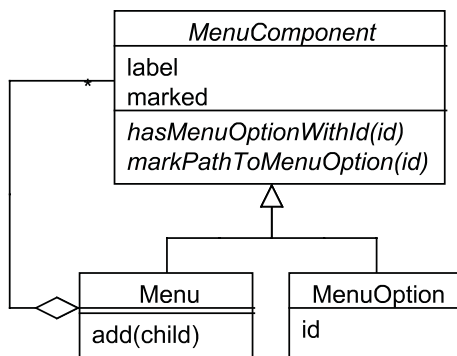 MenuComponent
label
marked
*
hasMenuOptionWithId(id)
markPathToMenuOption(id)
Menu
add(child)
MenuOption
id